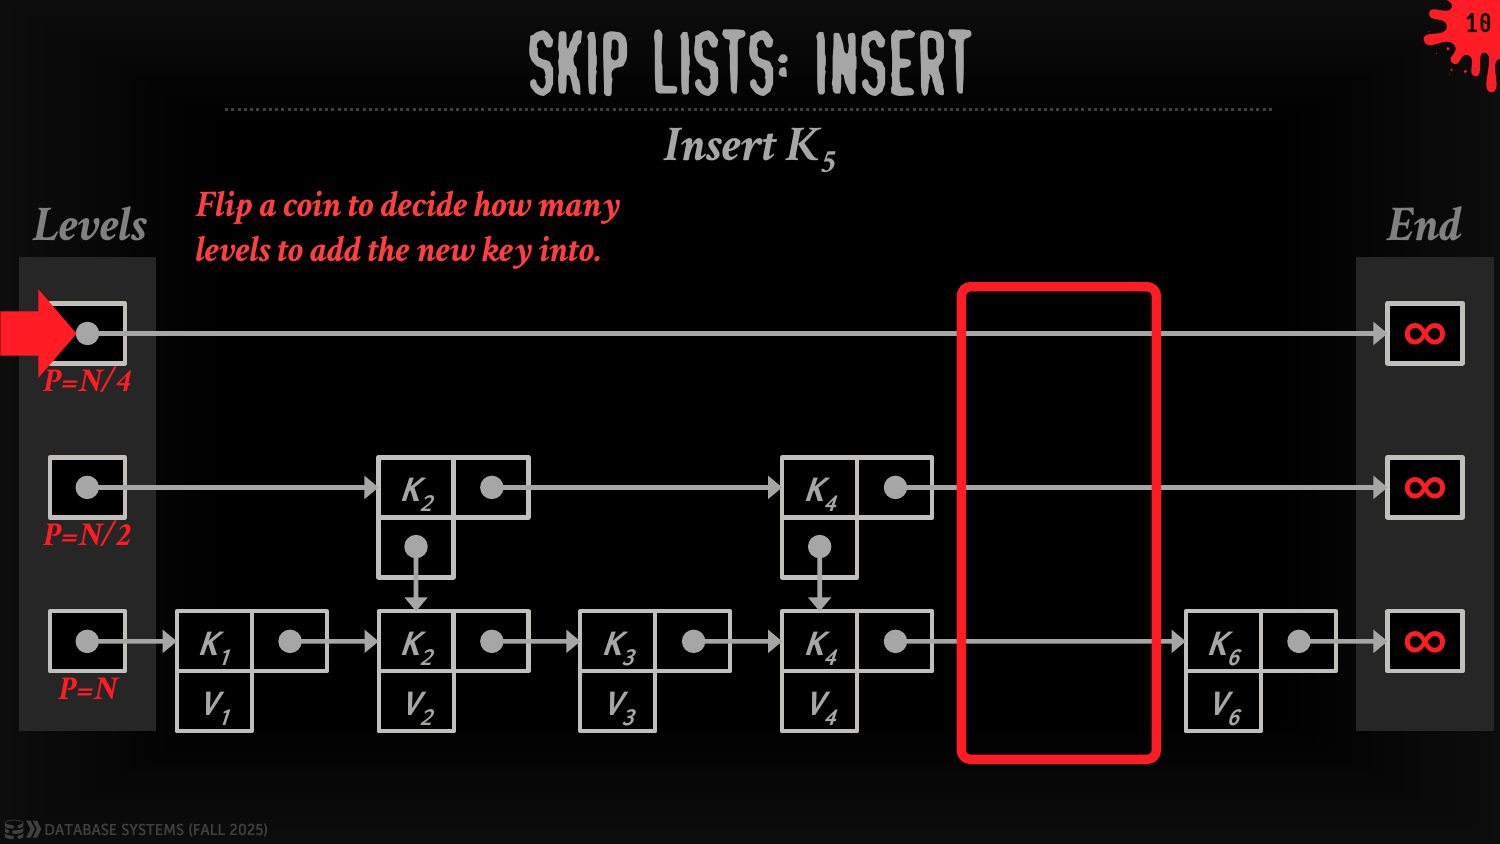 10
SKIP LISTS: INSERT
Insert K₅
Flip a coin to decide how many
levels to add the new key into.
Levels
End
∞
P=N/4
K₂ K₄ ∞
P=N/2
K₁ K₂ K₃ K₄ K₆ ∞
P=N
V₁ V₂ V₃ V₄ V₆
DATABASE SYSTEMS (FALL 2025)